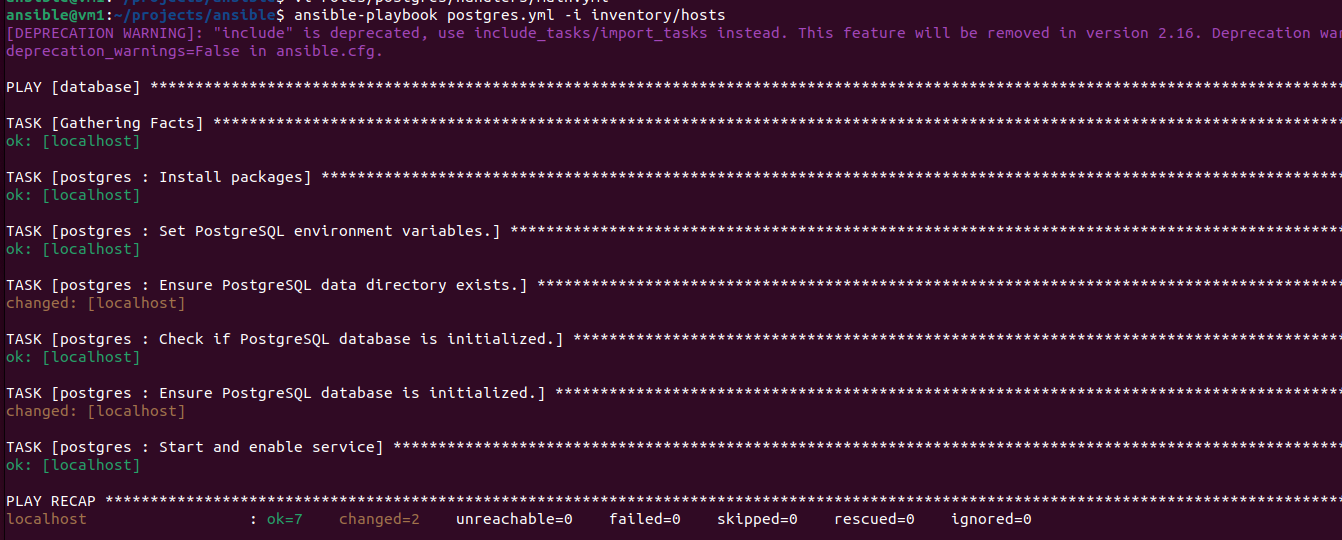 ansible@vm1:~/projects/ansible$ vi roles/postgres/handlers/main.yml
ansible@vm1:~/projects/ansible$ ansible-playbook postgres.yml -i inventory/hosts
[DEPRECATION WARNING]: "include" is deprecated, use include_tasks/import_tasks instead. This feature will be removed in version 2.16. Deprecation war
deprecation_warnings=False in ansible.cfg.
PLAY [database] ************************************************************************************************************************************
TASK [Gathering Facts] *****************************************************************************************************************************
ok: [localhost]
TASK [postgres : Install packages] *****************************************************************************************************************
ok: [localhost]
TASK [postgres : Set PostgreSQL environment variables.] ********************************************************************************************
ok: [localhost]
TASK [postgres : Ensure PostgreSQL data directory exists.] *****************************************************************************************
changed: [localhost]
TASK [postgres : Check if PostgreSQL database is initialized.] *************************************************************************************
ok: [localhost]
TASK [postgres : Ensure PostgreSQL database is initialized.] ***************************************************************************************
changed: [localhost]
TASK [postgres : Start and enable service] *********************************************************************************************************
ok: [localhost]
PLAY RECAP *****************************************************************************************************************************************
localhost                  : ok=7    changed=2    unreachable=0    failed=0    skipped=0    rescued=0    ignored=0